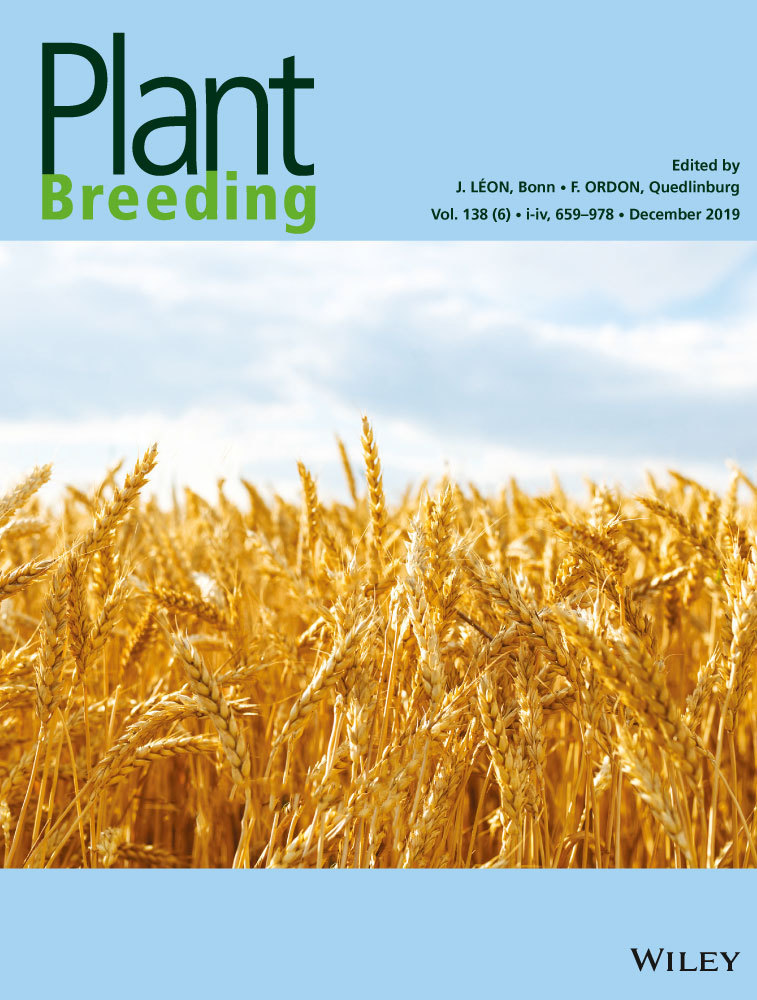 Plant
Breeding
Edited by
J. LÉON, Bonn • F. ORDON, Quedlinburg
Vol. 138 (6) • i-iv, 659–978 • December 2019
WILEY